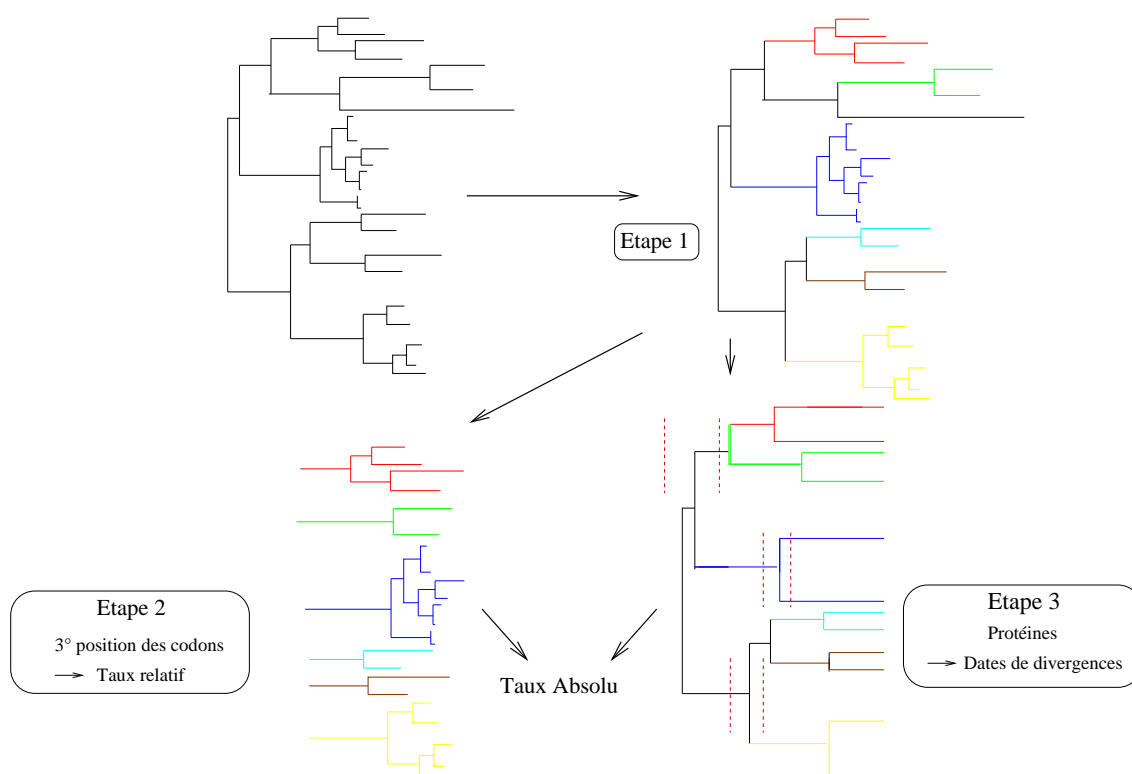 Etape 1
Etape 2
3° position des codons
Taux relatif
Etape 3
Protéines
Dates de divergences
Taux Absolu